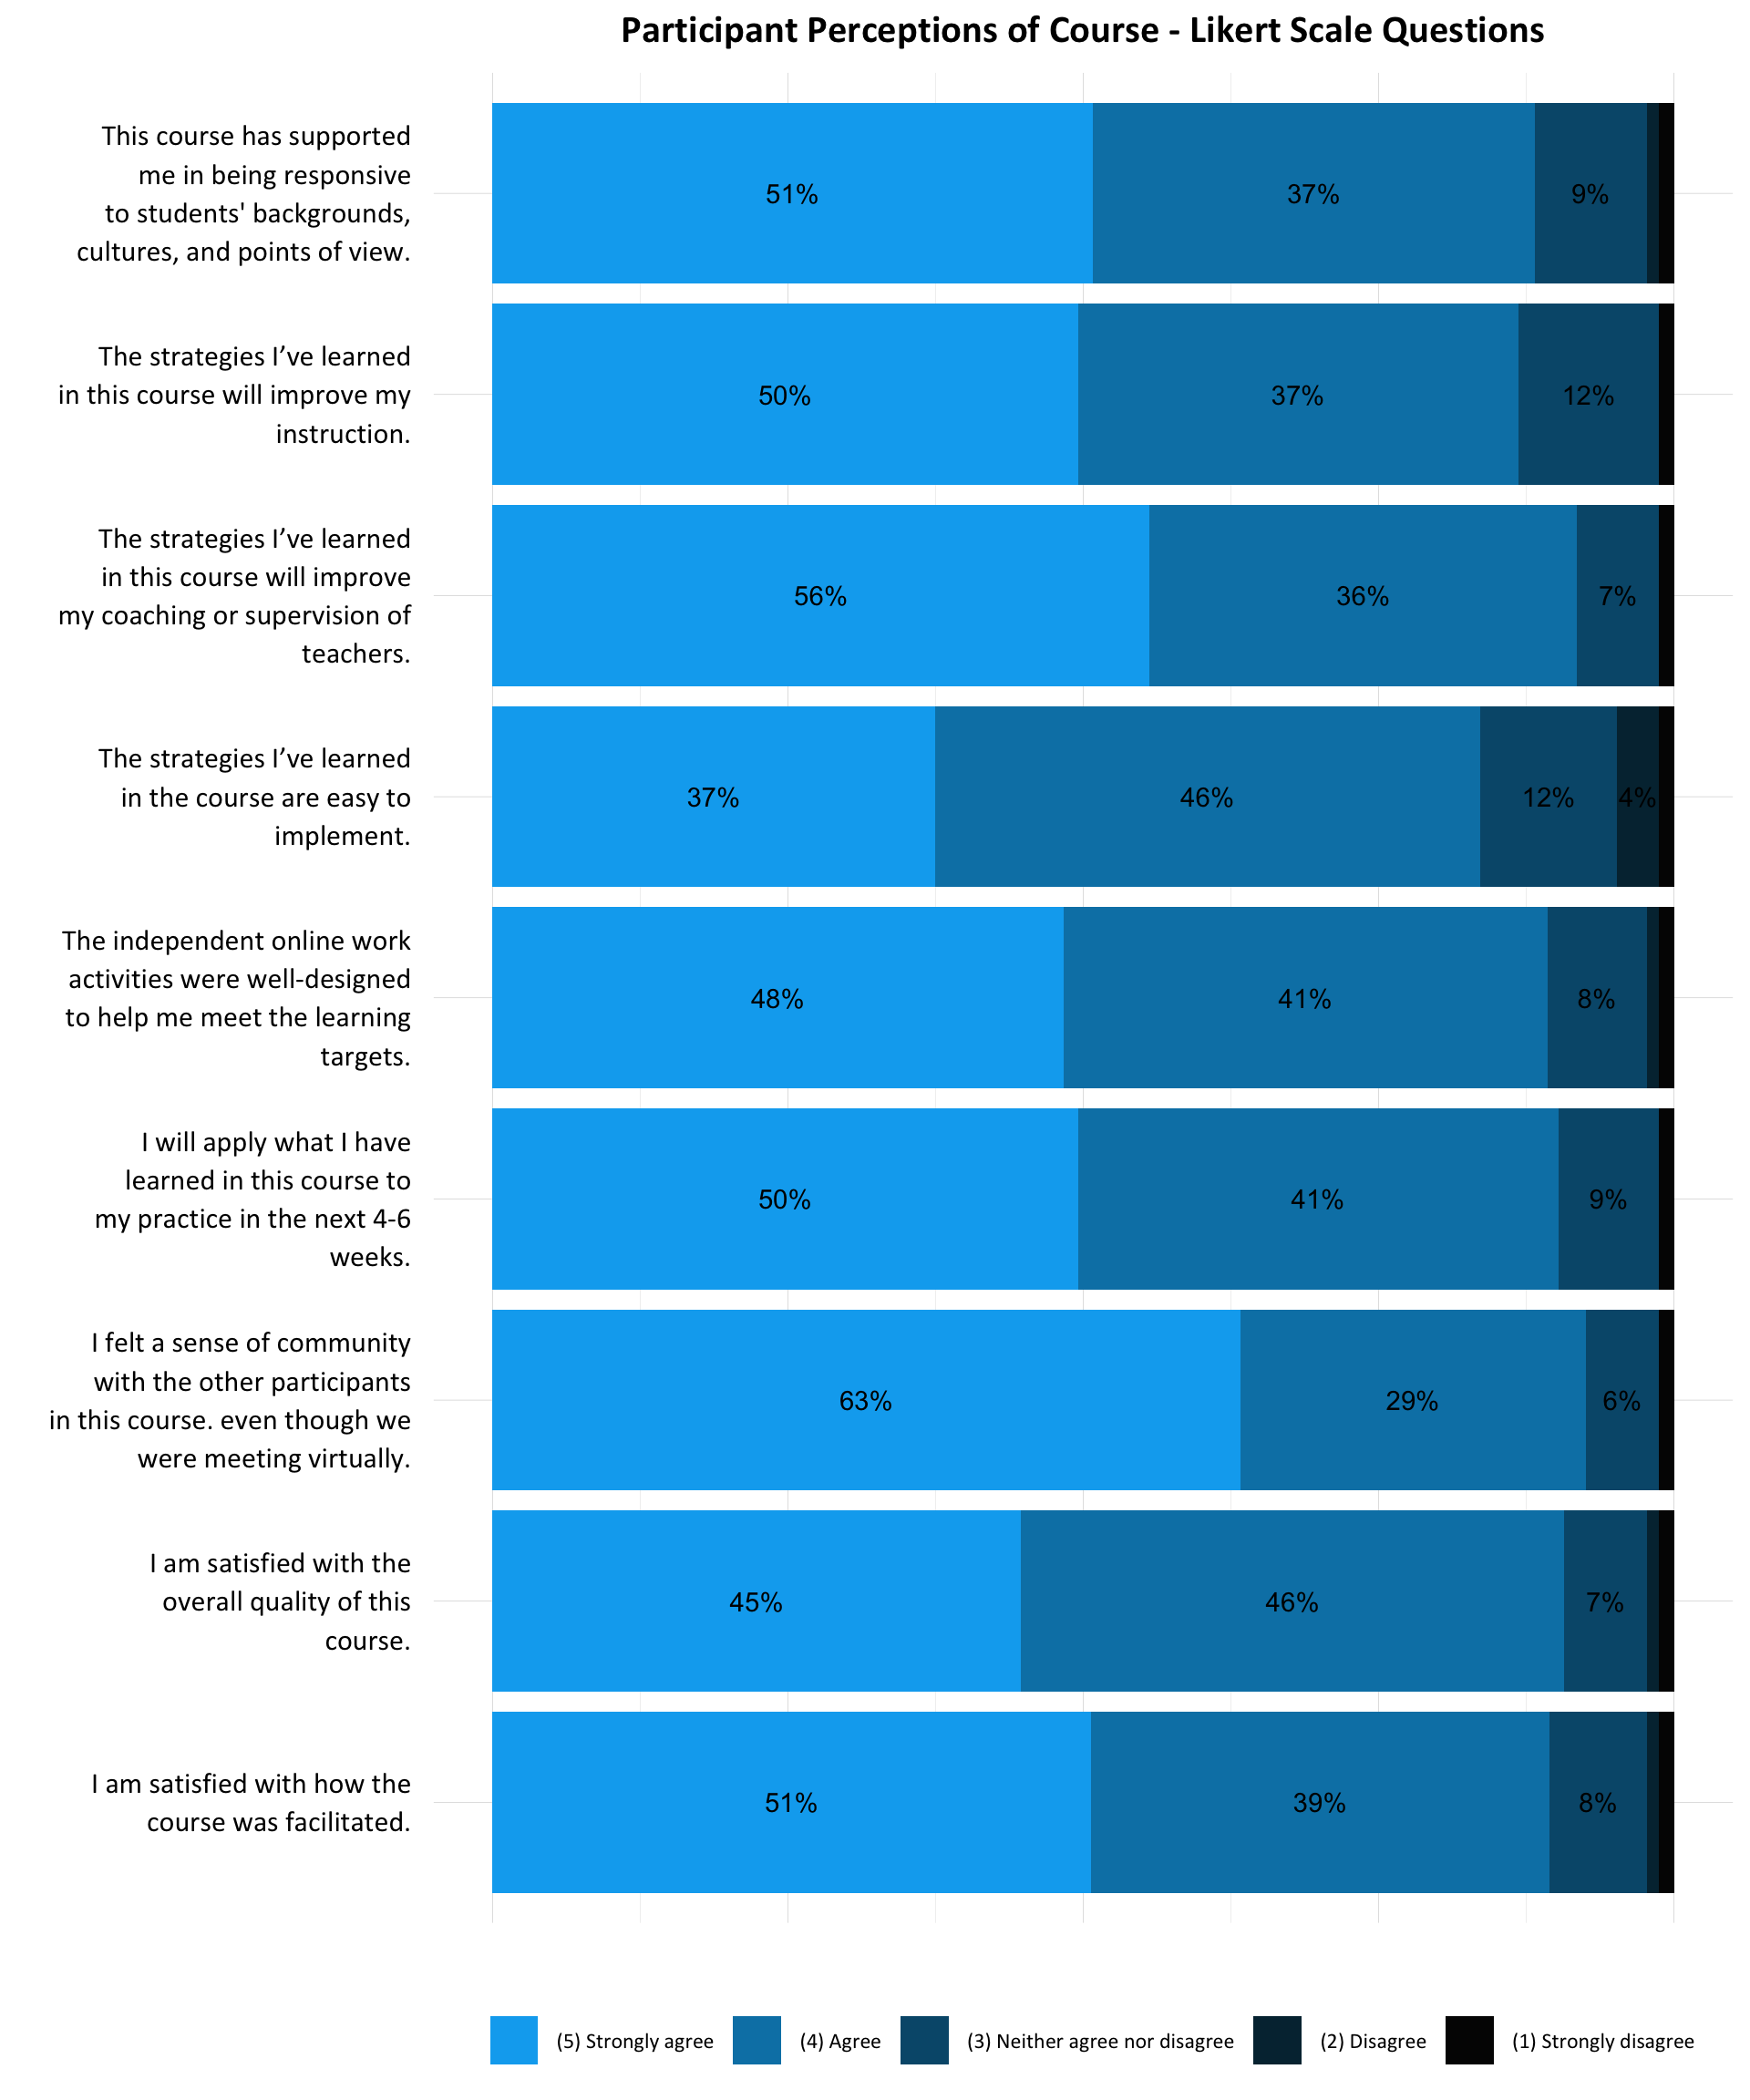 Participant Perceptions of Course - Likert Scale Questions
This course has supported
me in being responsive
to students' backgrounds,
cultures, and points of view.
51%
37%
9%
The strategies I’ve learned
in this course will improve my
instruction.
50%
37%
12%
The strategies I’ve learned
in this course will improve
my coaching or supervision of
teachers.
56%
36%
7%
The strategies I’ve learned
in the course are easy to
implement.
37%
46%
12%
4%
The independent online work
activities were well-designed
to help me meet the learning
targets.
48%
41%
8%
I will apply what I have
learned in this course to
my practice in the next 4-6
weeks.
50%
41%
9%
I felt a sense of community
with the other participants
in this course. even though we
were meeting virtually.
63%
29%
6%
I am satisfied with the
overall quality of this
course.
45%
46%
7%
I am satisfied with how the
course was facilitated.
51%
39%
8%
(5) Strongly agree
(4) Agree
(3) Neither agree nor disagree
(2) Disagree
(1) Strongly disagree